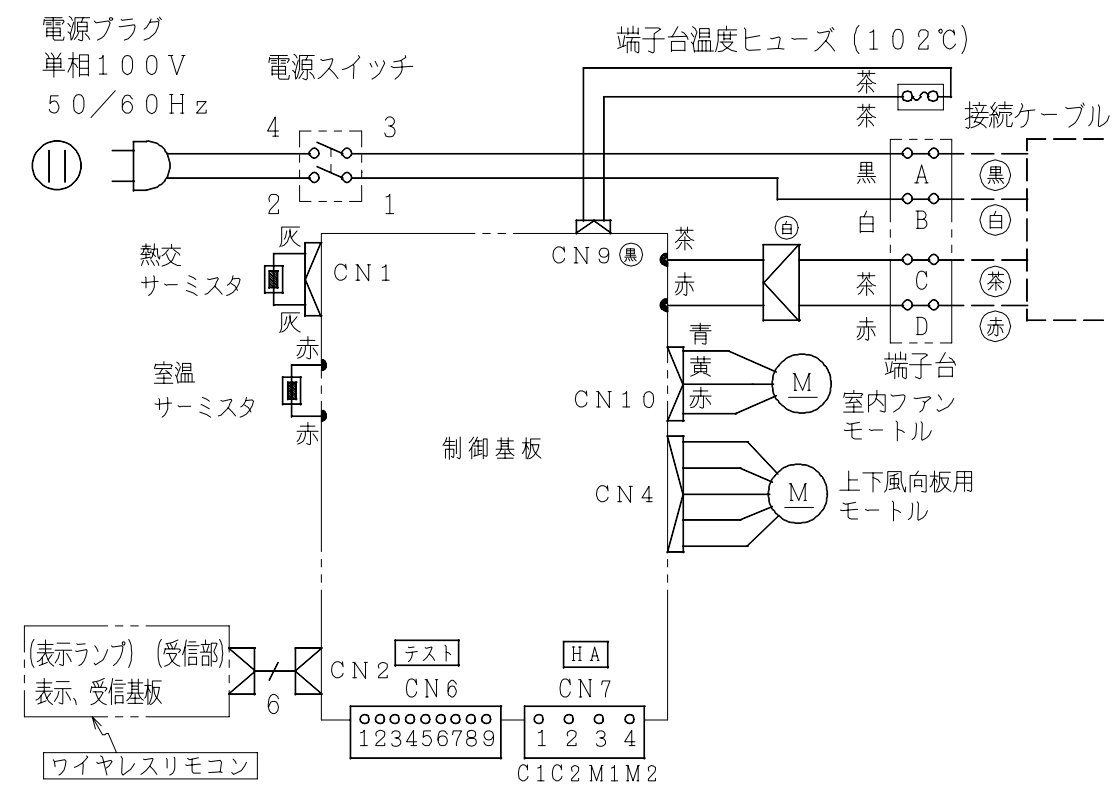 電源プラグ
単相100V
50/60Hz
電源スイッチ
端子台温度ヒューズ(102℃)
茶
茶
接続ケーブル
4
3
2
1
黒
A
黒
白
B
白
茶
C
茶
赤
D
赤
端子台
熱交
サーミスタ
灰
灰
CN1
CN9
黒
茶
赤
白
室温
サーミスタ
赤
赤
青
黄
赤
CN10
M
室内ファン
モートル
制御基板
CN4
M
上下風向板用
モートル
(表示ランプ) (受信部)
表示、受信基板
6
CN2
ワイヤレスリモコン
テスト
CN6
123456789
HA
CN7
1 2 3 4
C1C2M1M2